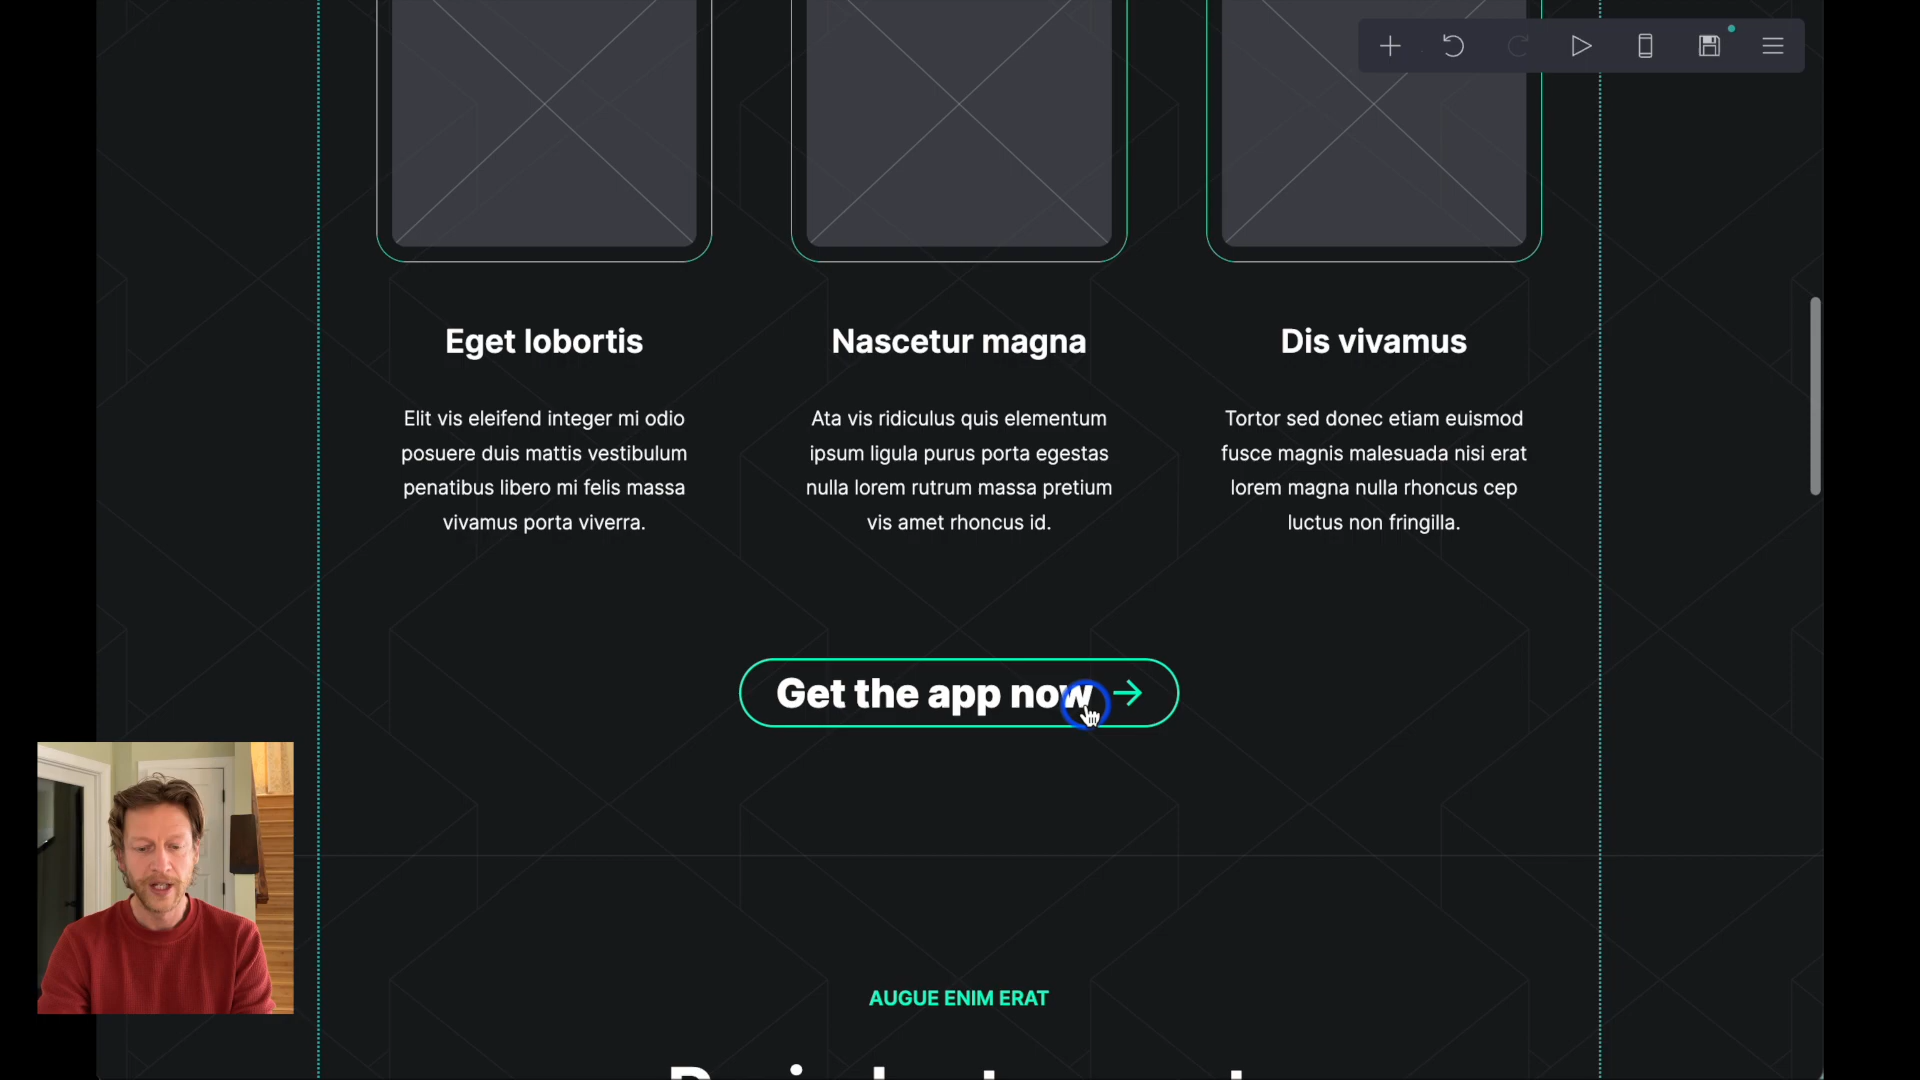 Eget lobortis
Elit vis eleifend integer mi odio
posuere duis mattis vestibulum
penatibus libero mi felis massa
vivamus porta viverra.
Nascetur magna
Ata vis ridiculus quis elementum
ipsum ligula purus porta egestas
nulla lorem rutrum massa pretium
vis amet rhoncus id.
Dis vivamus
Tortor sed donec etiam euismod
fusce magnis malesuada nisi erat
lorem magna nulla rhoncus cep
luctus non fringilla.
Get the app now
AUGUE ENIM ERAT